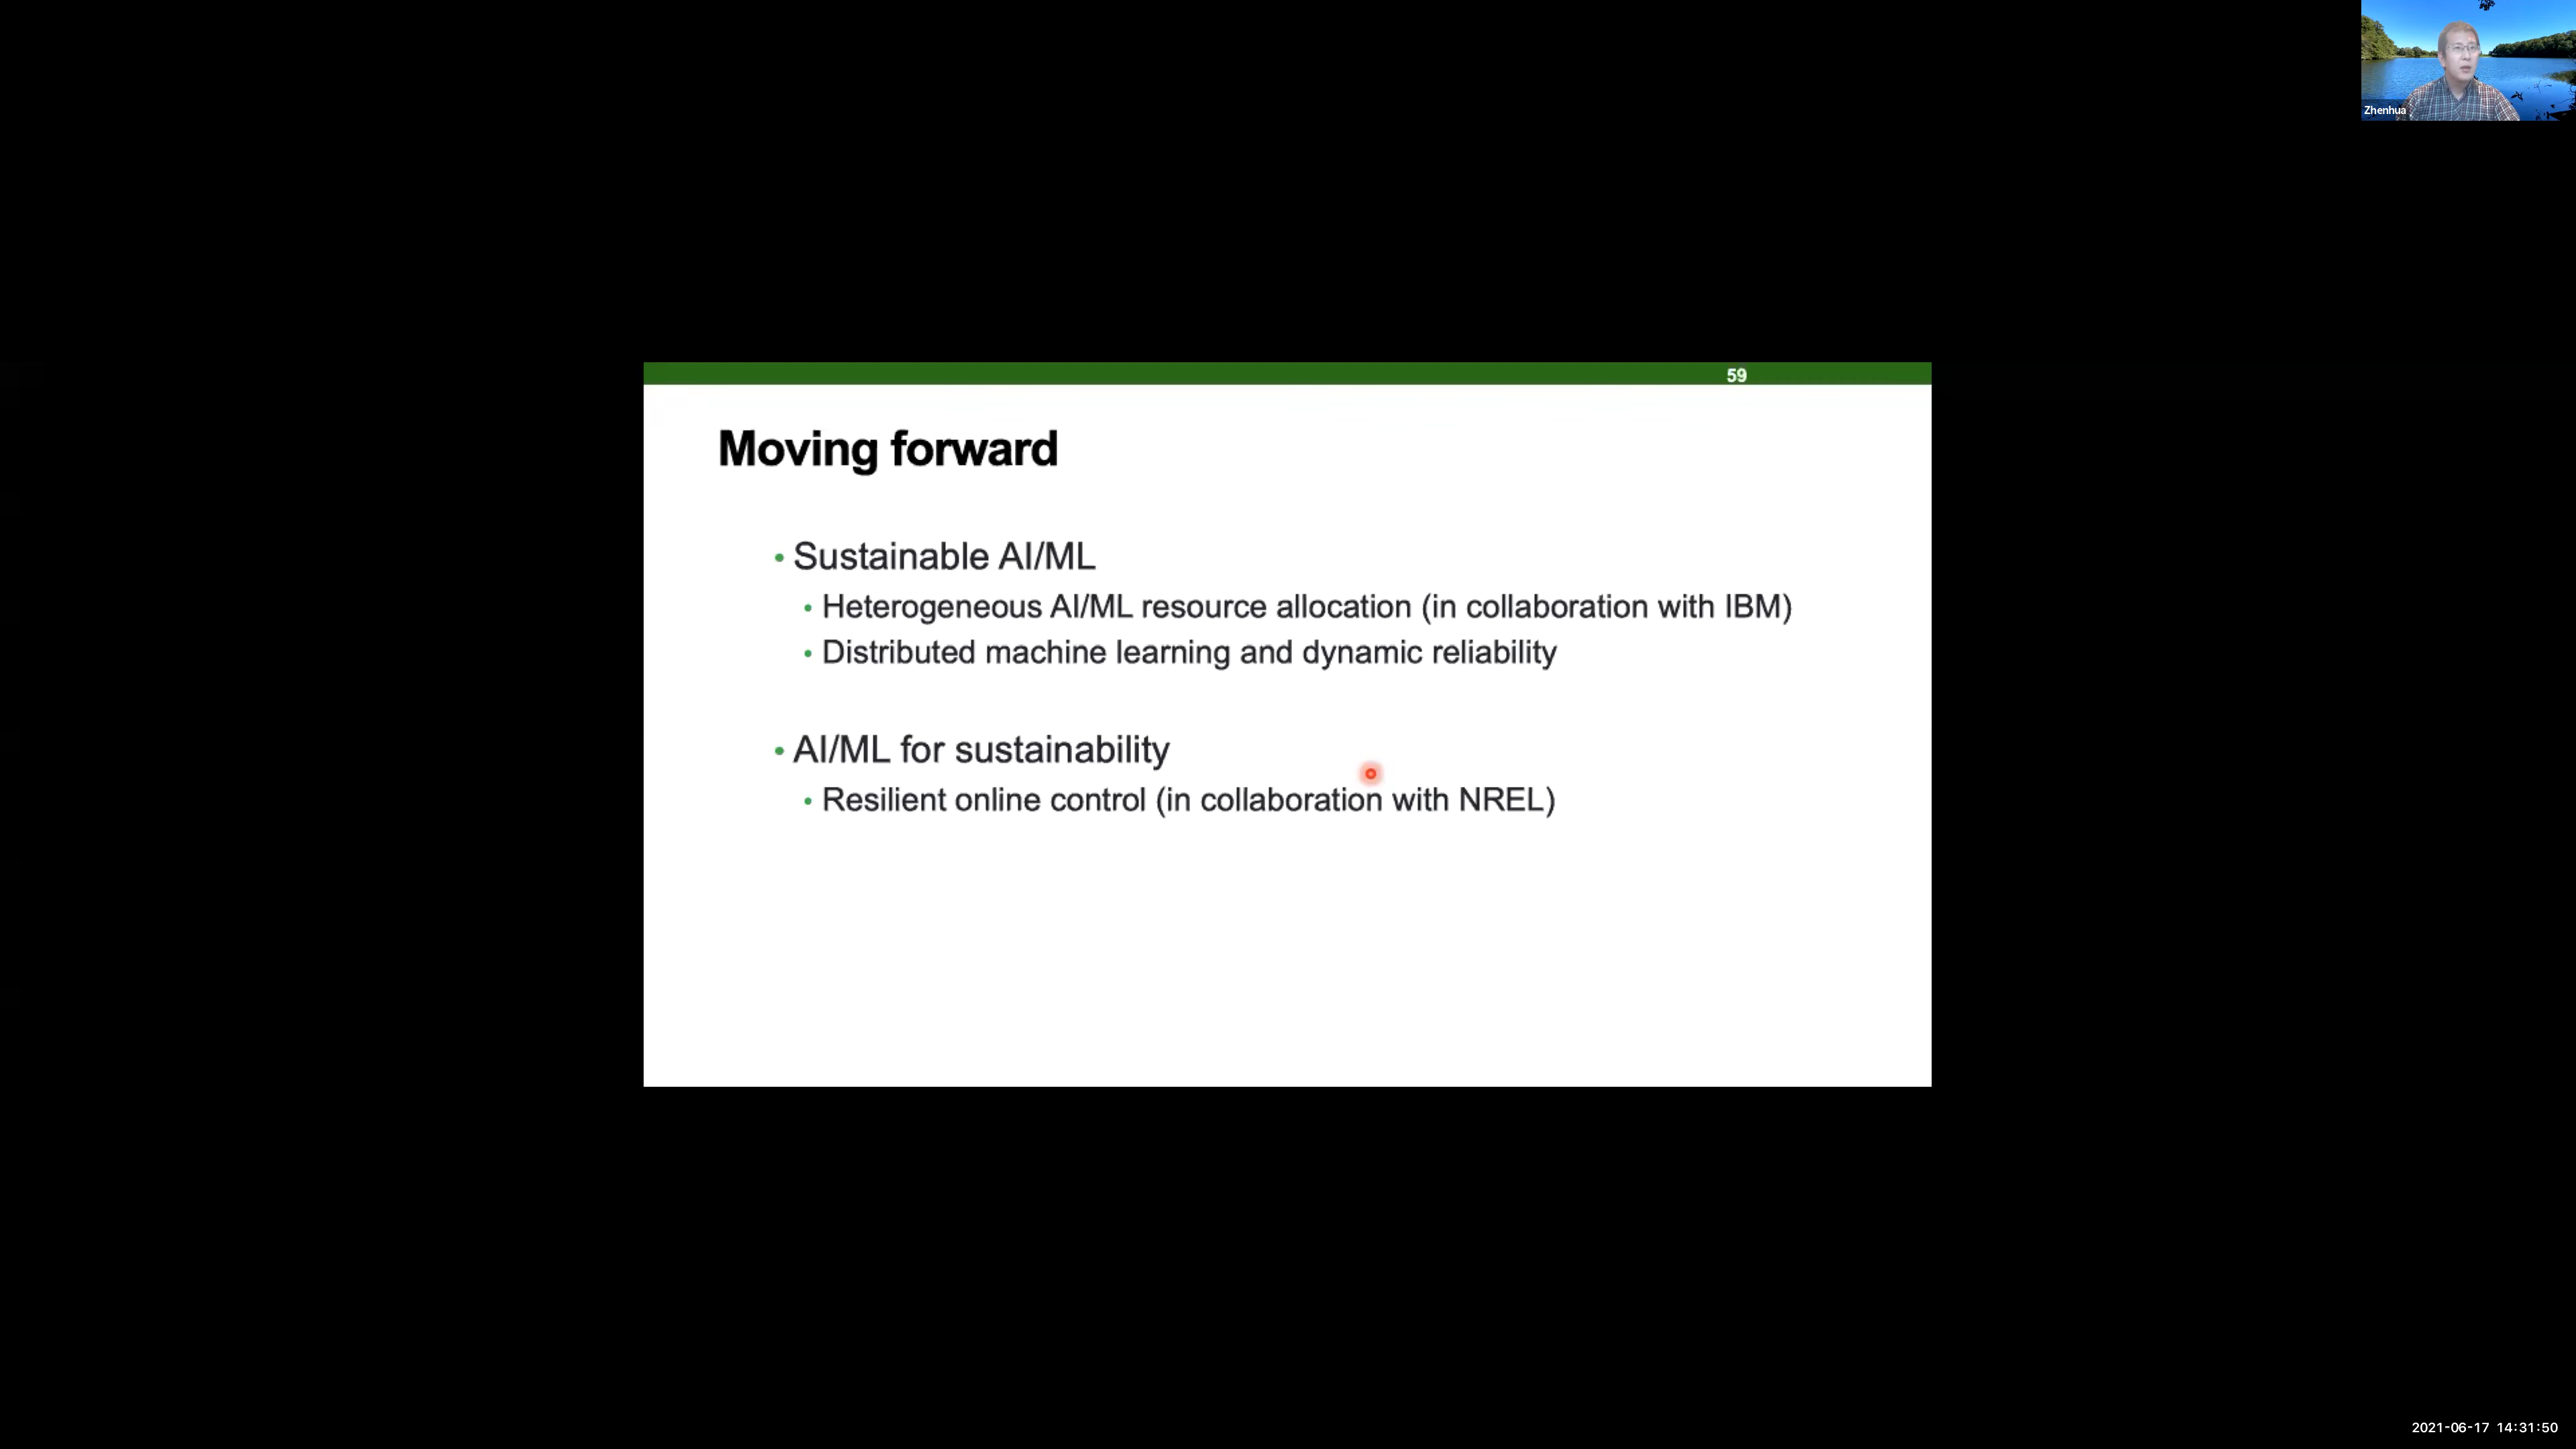 Zhenhua
59
Moving forward
• Sustainable AI/ML
• Heterogeneous AI/ML resource allocation (in collaboration with IBM)
• Distributed machine learning and dynamic reliability
• AI/ML for sustainability
• Resilient online control (in collaboration with NREL)
2021-06-17 14:31:50